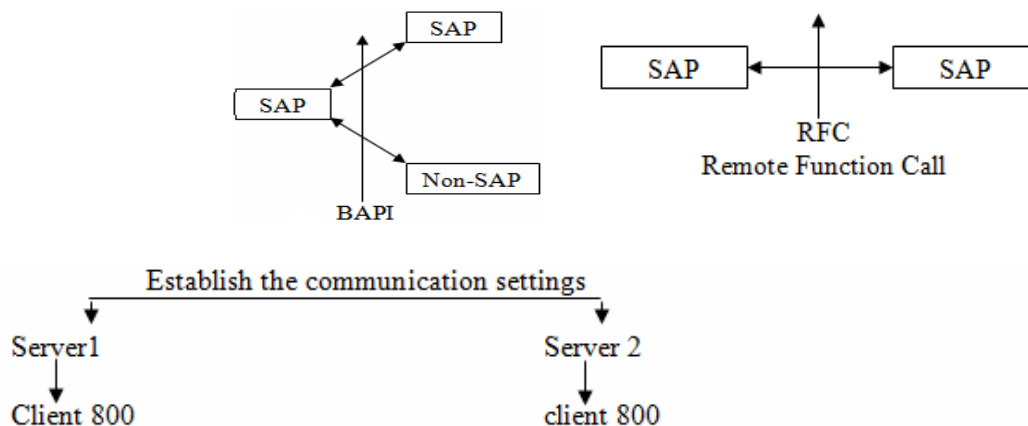 SAP
SAP
Non-SAP
BAPI
SAP
SAP
RFC
Remote Function Call
Establish the communication settings
Server1
Server 2
Client 800
client 800